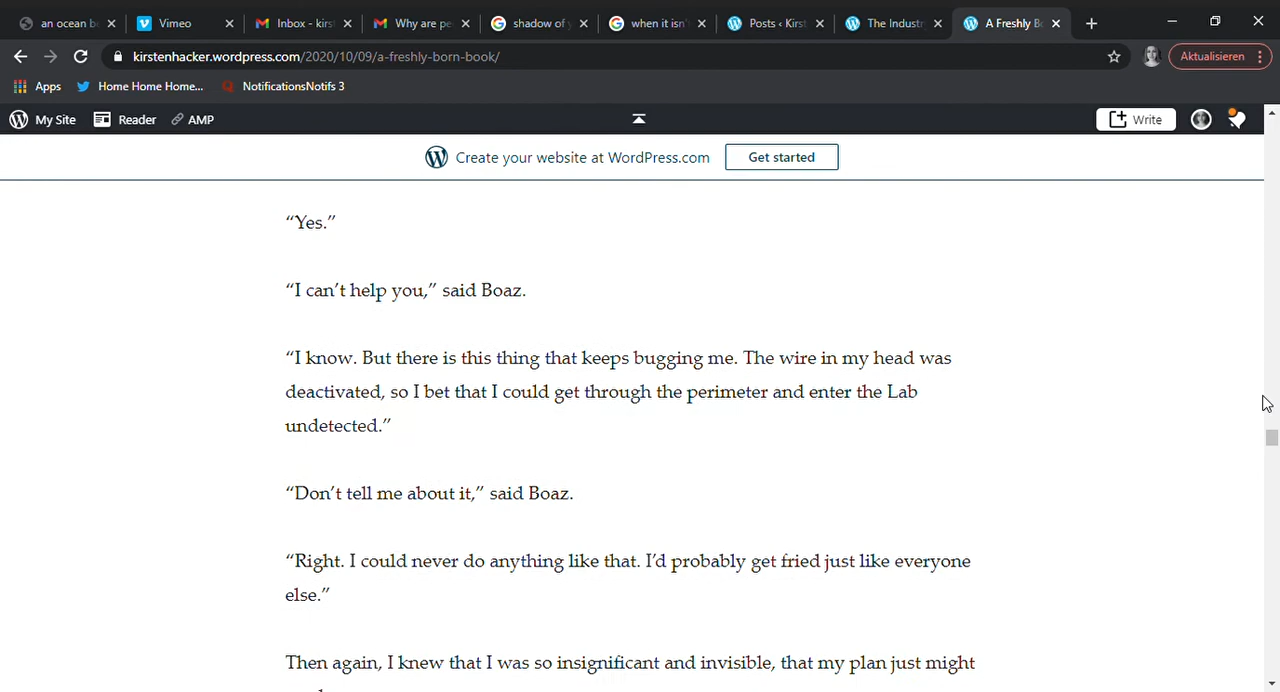 an ocean b
Vimeo
Inbox - kirs
Why are pe
shadow of
when it isn'
Posts ‹ Kirst
The Industr
A Freshly B
kirstenhacker.wordpress.com/2020/10/09/a-freshly-born-book/
Aktualisieren
Apps
Home Home Home...
NotificationsNotifs 3
My Site
Reader
AMP
Write
Create your website at WordPress.com
Get started
“Yes.”
“I can’t help you,” said Boaz.
“I know. But there is this thing that keeps bugging me. The wire in my head was
deactivated, so I bet that I could get through the perimeter and enter the Lab
undetected.”
“Don’t tell me about it,” said Boaz.
“Right. I could never do anything like that. I’d probably get fried just like everyone
else.”
Then again, I knew that I was so insignificant and invisible, that my plan just might